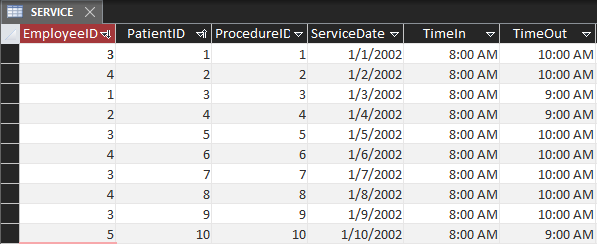 SERVICE
EmployeeID PatientID ProcedureID ServiceDate TimeIn TimeOut
3 1 1 1/1/2002 8:00 AM 10:00 AM
4 2 2 1/2/2002 8:00 AM 10:00 AM
1 3 3 1/3/2002 8:00 AM 9:00 AM
2 4 4 1/4/2002 8:00 AM 9:00 AM
3 5 5 1/5/2002 8:00 AM 10:00 AM
4 6 6 1/6/2002 8:00 AM 10:00 AM
3 7 7 1/7/2002 8:00 AM 10:00 AM
4 8 8 1/8/2002 8:00 AM 10:00 AM
3 9 9 1/9/2002 8:00 AM 10:00 AM
5 10 10 1/10/2002 8:00 AM 9:00 AM